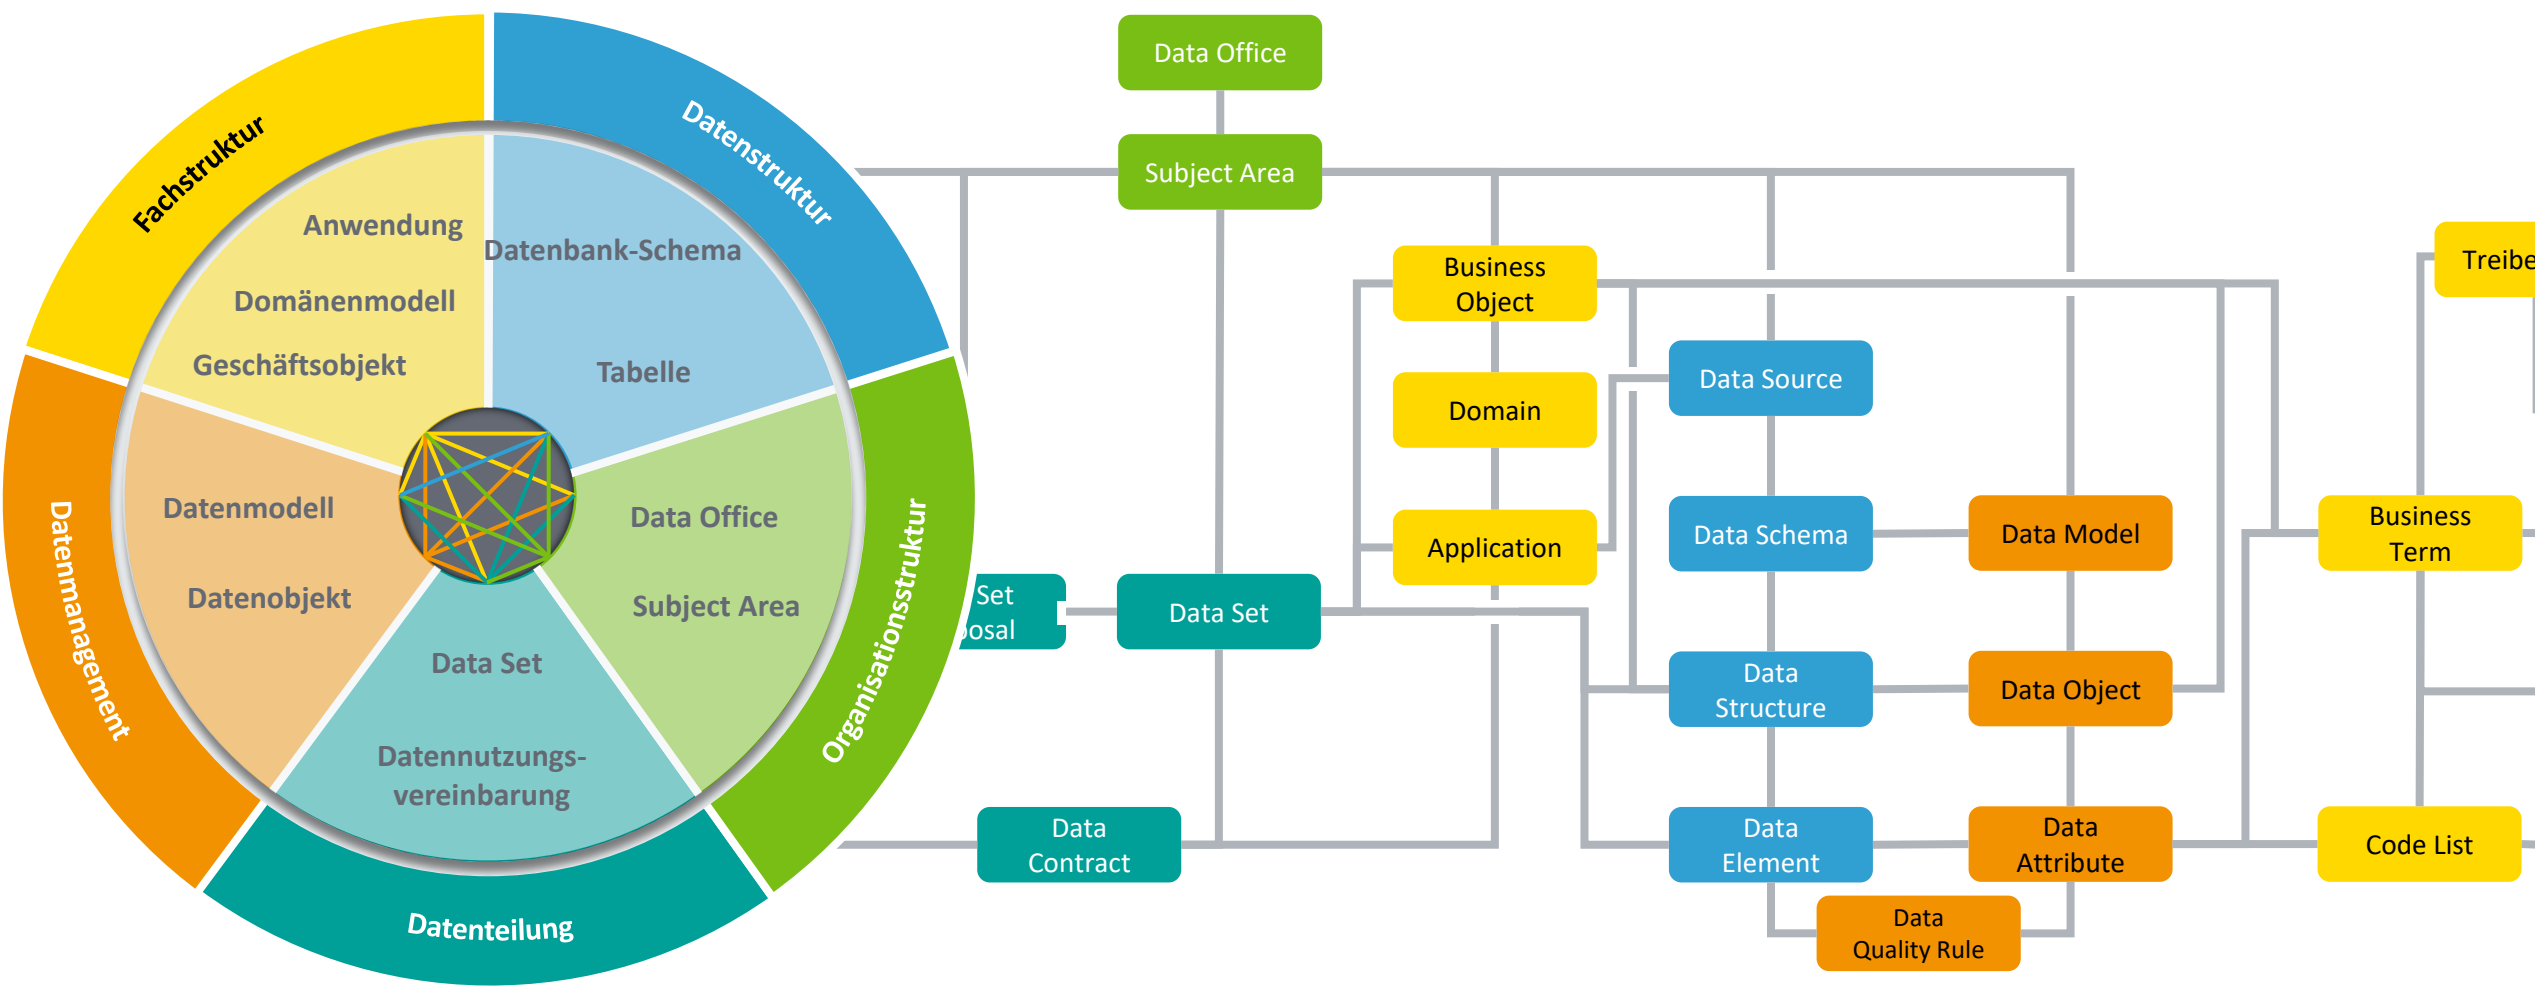 Fachstruktur
Datenstruktur
Organisationsstruktur
Datenteilung
Datenmanagement
Anwendung
Domänenmodell
Geschäftsobjekt
Datenbank-Schema
Tabelle
Data Office
Subject Area
Data Set
Datennutzungs-
vereinbarung
Datenmodell
Datenobjekt
Data Office
Subject Area
Set
Data Set
Data
Contract
Business
Object
Domain
Application
Data Source
Data Schema
Data
Structure
Data
Element
Data Model
Data Object
Data
Attribute
Data
Quality Rule
Business
Term
Code List